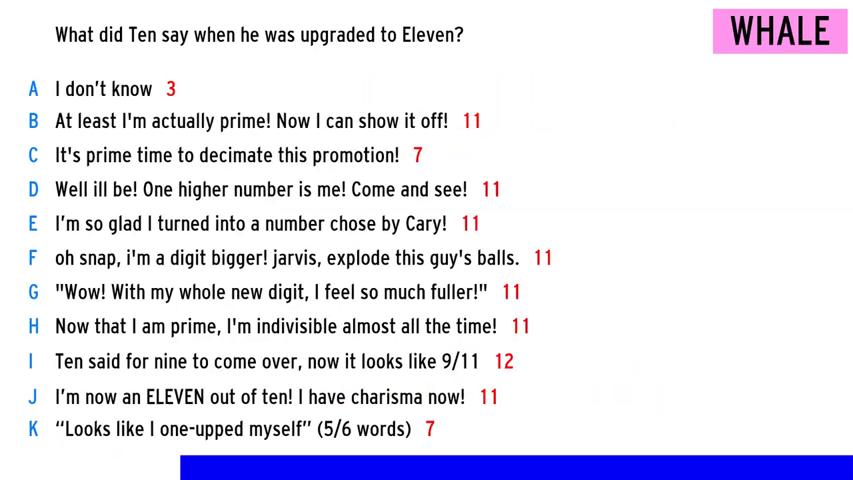 What did Ten say when he was upgraded to Eleven?
WHALE
A I don't know 3
B At least I'm actually prime! Now I can show it off! 11
C It's prime time to decimate this promotion! 7
D Well ill be! One higher number is me! Come and see! 11
E I'm so glad I turned into a number chose by Cary! 11
F oh snap, i'm a digit bigger! jarvis, explode this guy's balls. 11
G "Wow! With my whole new digit, I feel so much fuller!" 11
H Now that I am prime, I'm indivisible almost all the time! 11
I Ten said for nine to come over, now it looks like 9/11 12
J I'm now an ELEVEN out of ten! I have charisma now! 11
K “Looks like I one-upped myself” (5/6 words) 7